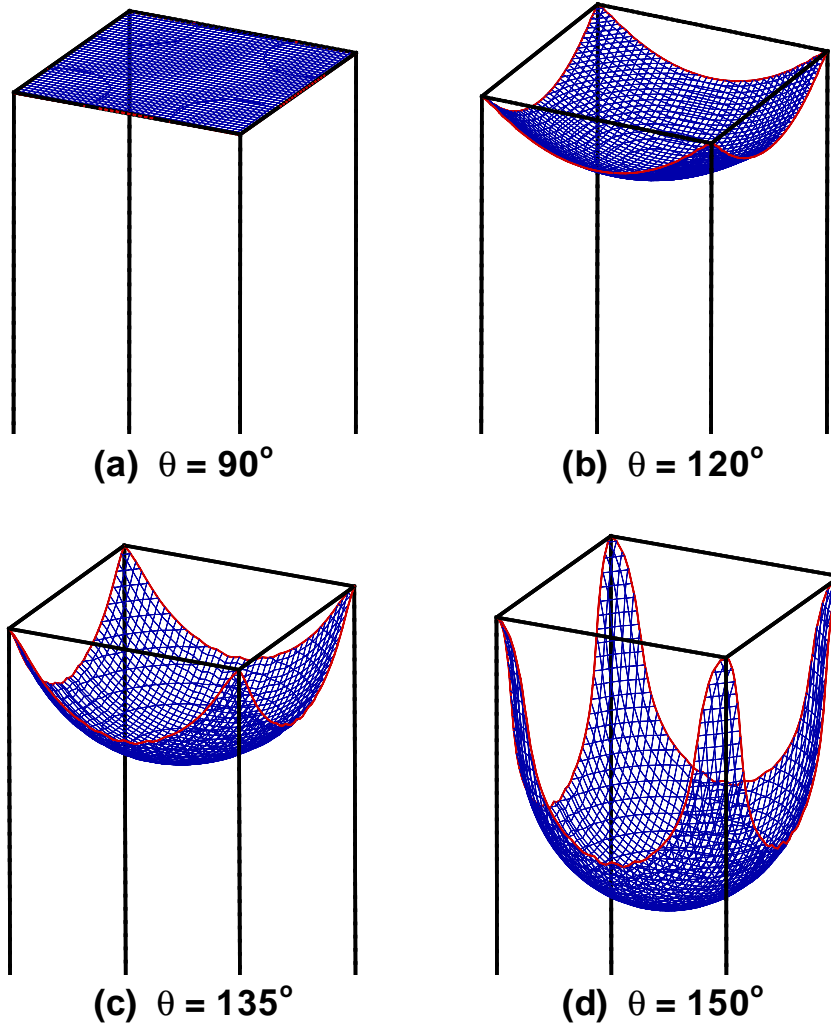 (a) θ = 90°
(b) θ = 120°
(c) θ = 135°
(d) θ = 150°